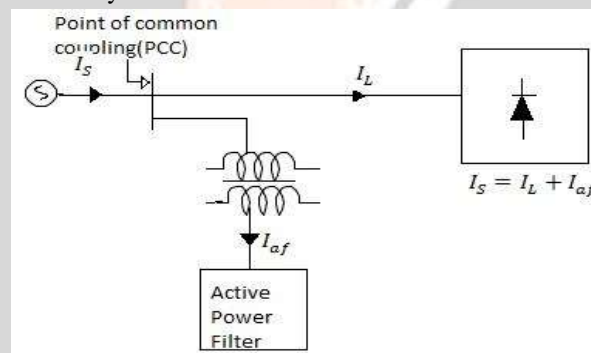 Point of common
coupling(PCC)
I_S
I_L
S
I_S = I_L + I_af
I_af
Active
Power
Filter